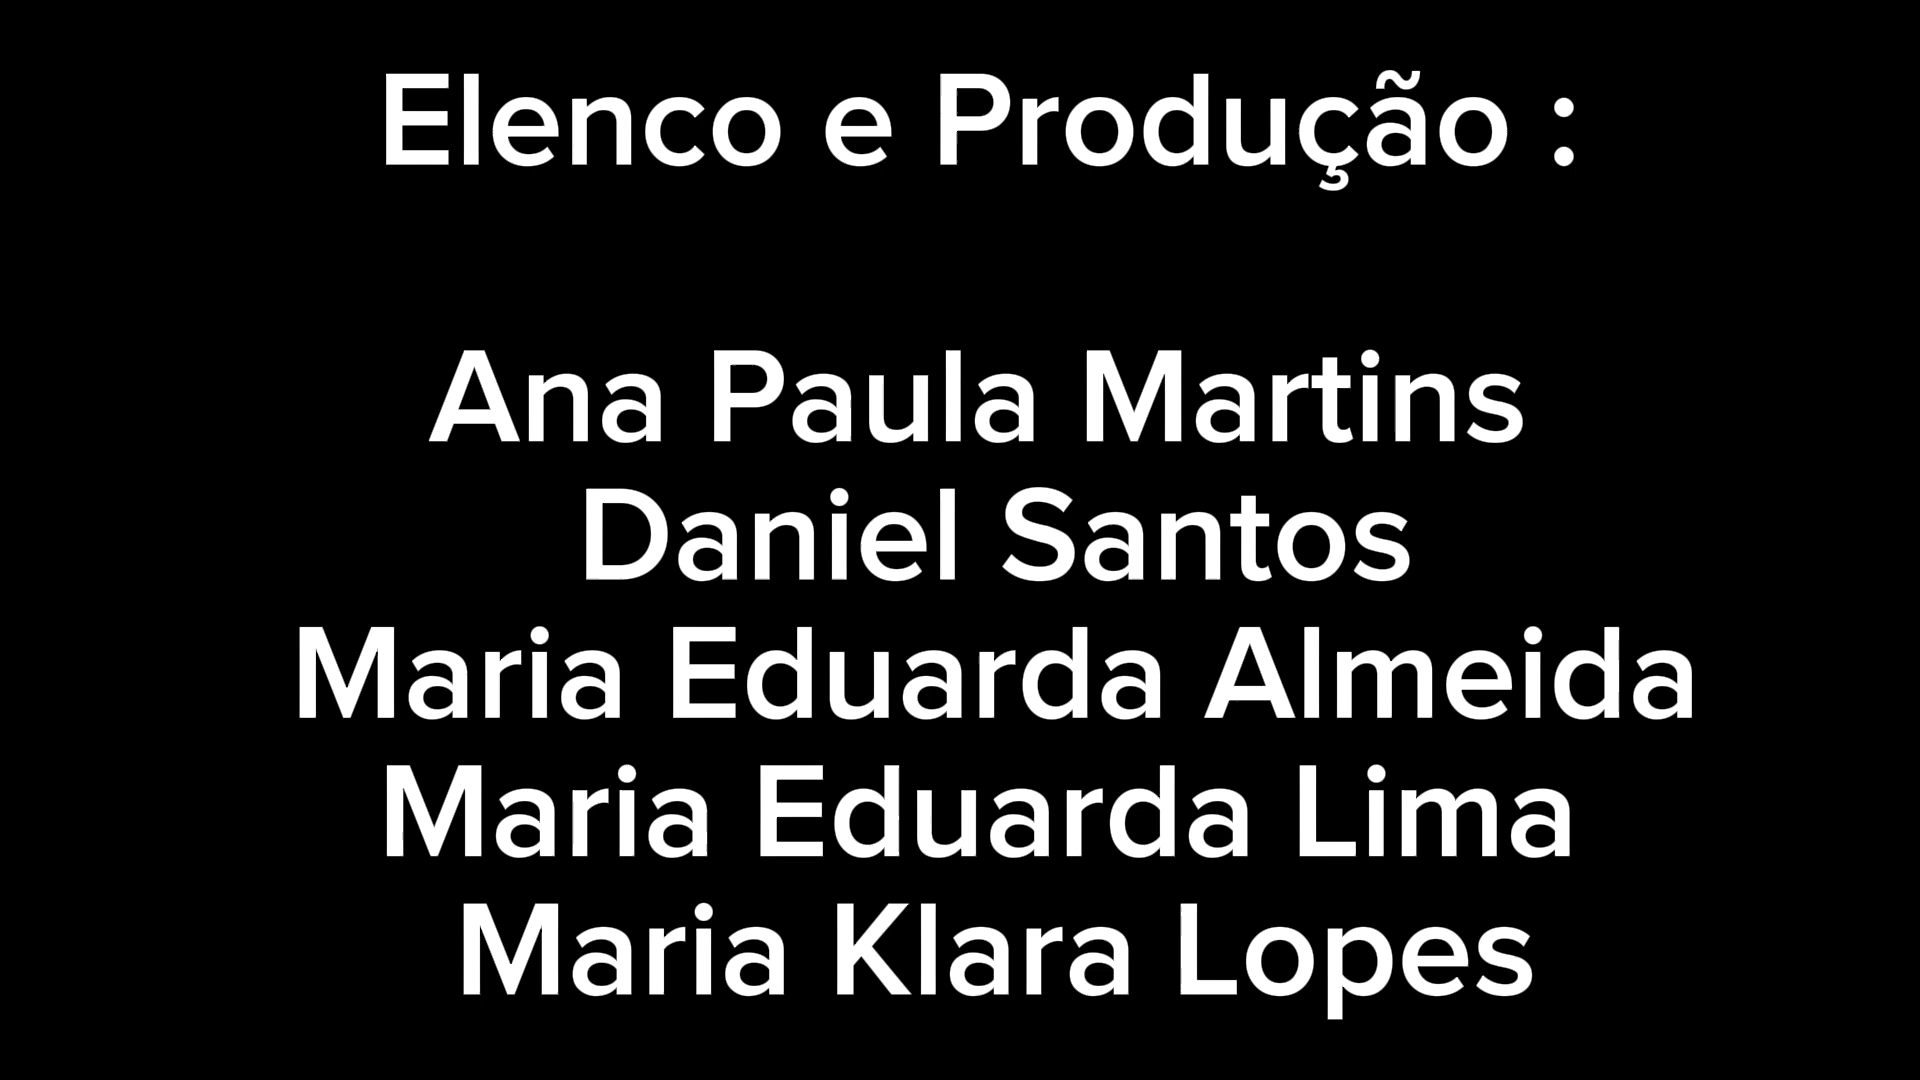 Elenco e Produção :
Ana Paula Martins
Daniel Santos
Maria Eduarda Almeida
Maria Eduarda Lima
Maria Klara Lopes